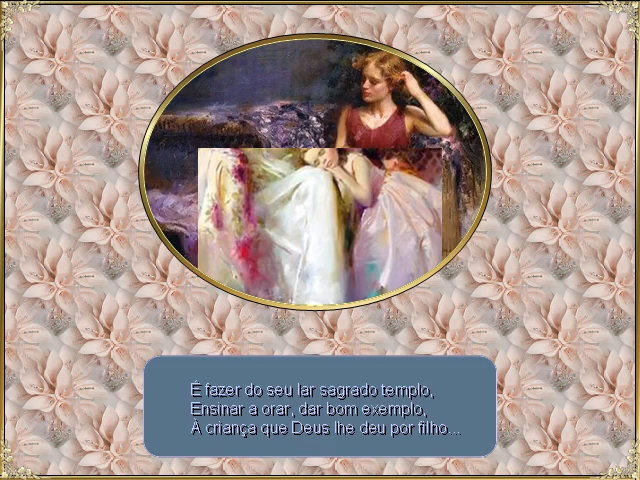 É fazer do seu lar sagrado templo,
Ensinar a orar, dar bom exemplo,
À criança que Deus lhe deu por filho...